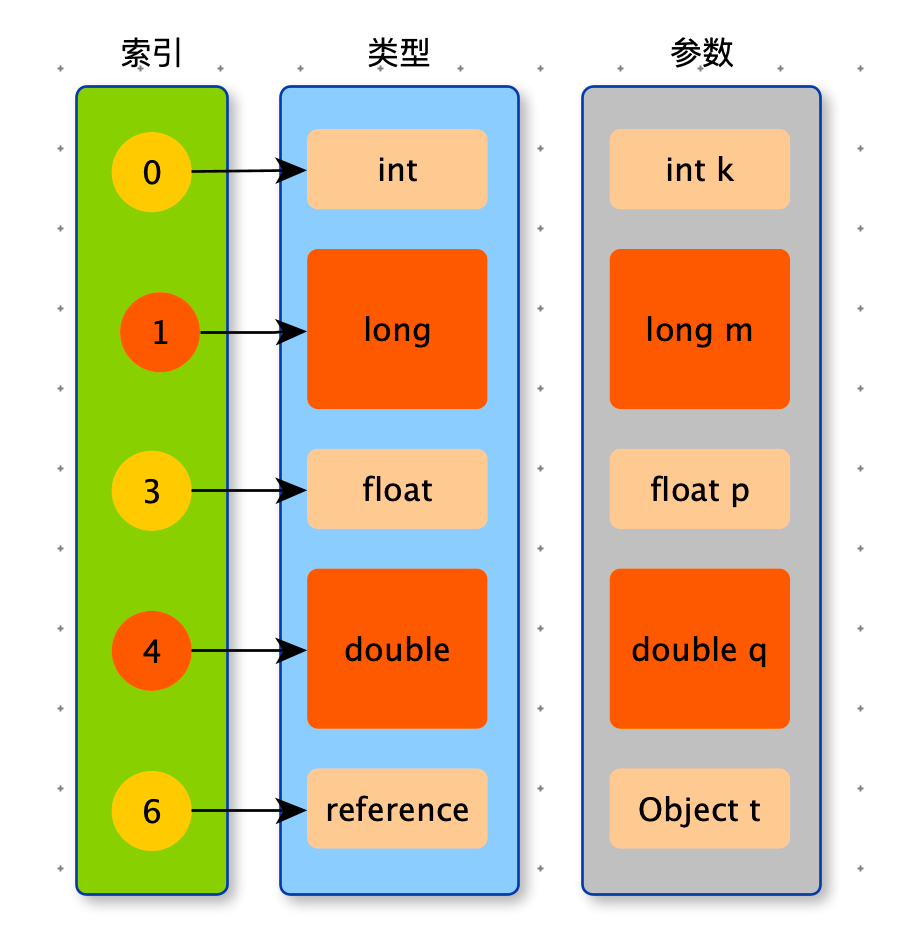 索引 类型 参数
0 int int k
1 long long m
3 float float p
4 double double q
6 reference Object t